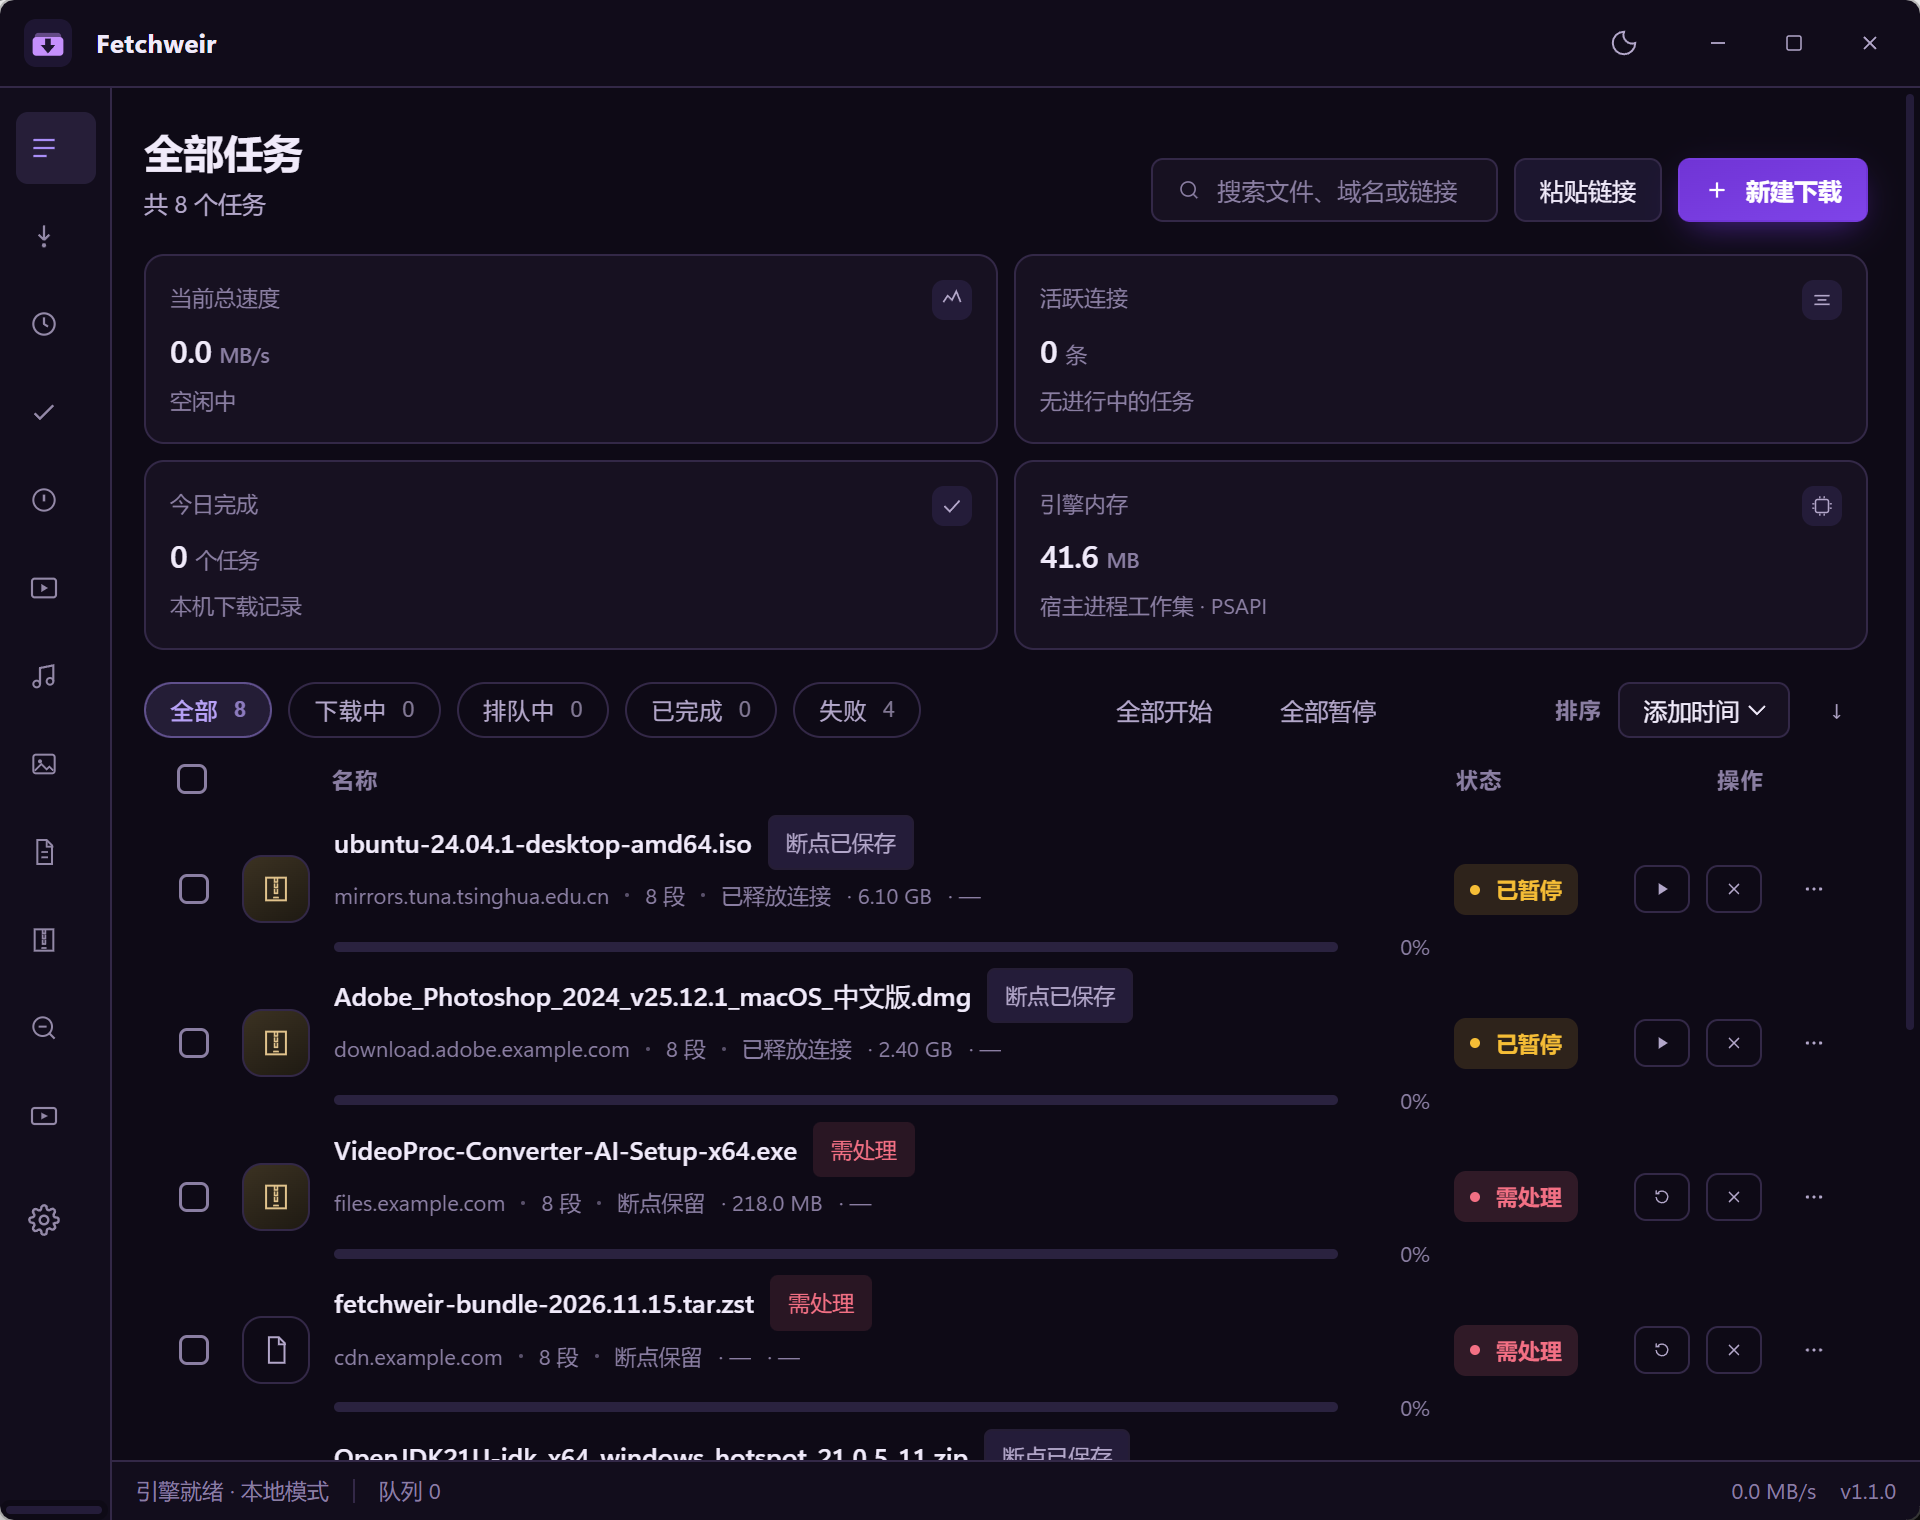 Fetchweir
全部任务
共 8 个任务
搜索文件、域名或链接
粘贴链接
新建下载
当前总速度
0.0 MB/s
空闲中
活跃连接
0 条
无进行中的任务
今日完成
0 个任务
本机下载记录
引擎内存
41.6 MB
宿主进程工作集 · PSAPI
全部 8
下载中 0
排队中 0
已完成 0
失败 4
全部开始
全部暂停
排序
添加时间
名称
状态
操作
ubuntu-24.04.1-desktop-amd64.iso 断点已保存
mirrors.tuna.tsinghua.edu.cn · 8 段 · 已释放连接 · 6.10 GB · —
已暂停
0%
Adobe_Photoshop_2024_v25.12.1_macOS_中文版.dmg 断点已保存
download.adobe.example.com · 8 段 · 已释放连接 · 2.40 GB · —
已暂停
0%
VideoProc-Converter-AI-Setup-x64.exe 需处理
files.example.com · 8 段 · 断点保留 · 218.0 MB · —
需处理
0%
fetchweir-bundle-2026.11.15.tar.zst 需处理
cdn.example.com · 8 段 · 断点保留 · — · —
需处理
0%
OpenJDK21U-jdk_x64_windows_hotspot_21.0.5_11.zip 断点已保存
引擎就绪 · 本地模式
队列 0
0.0 MB/s
v1.1.0